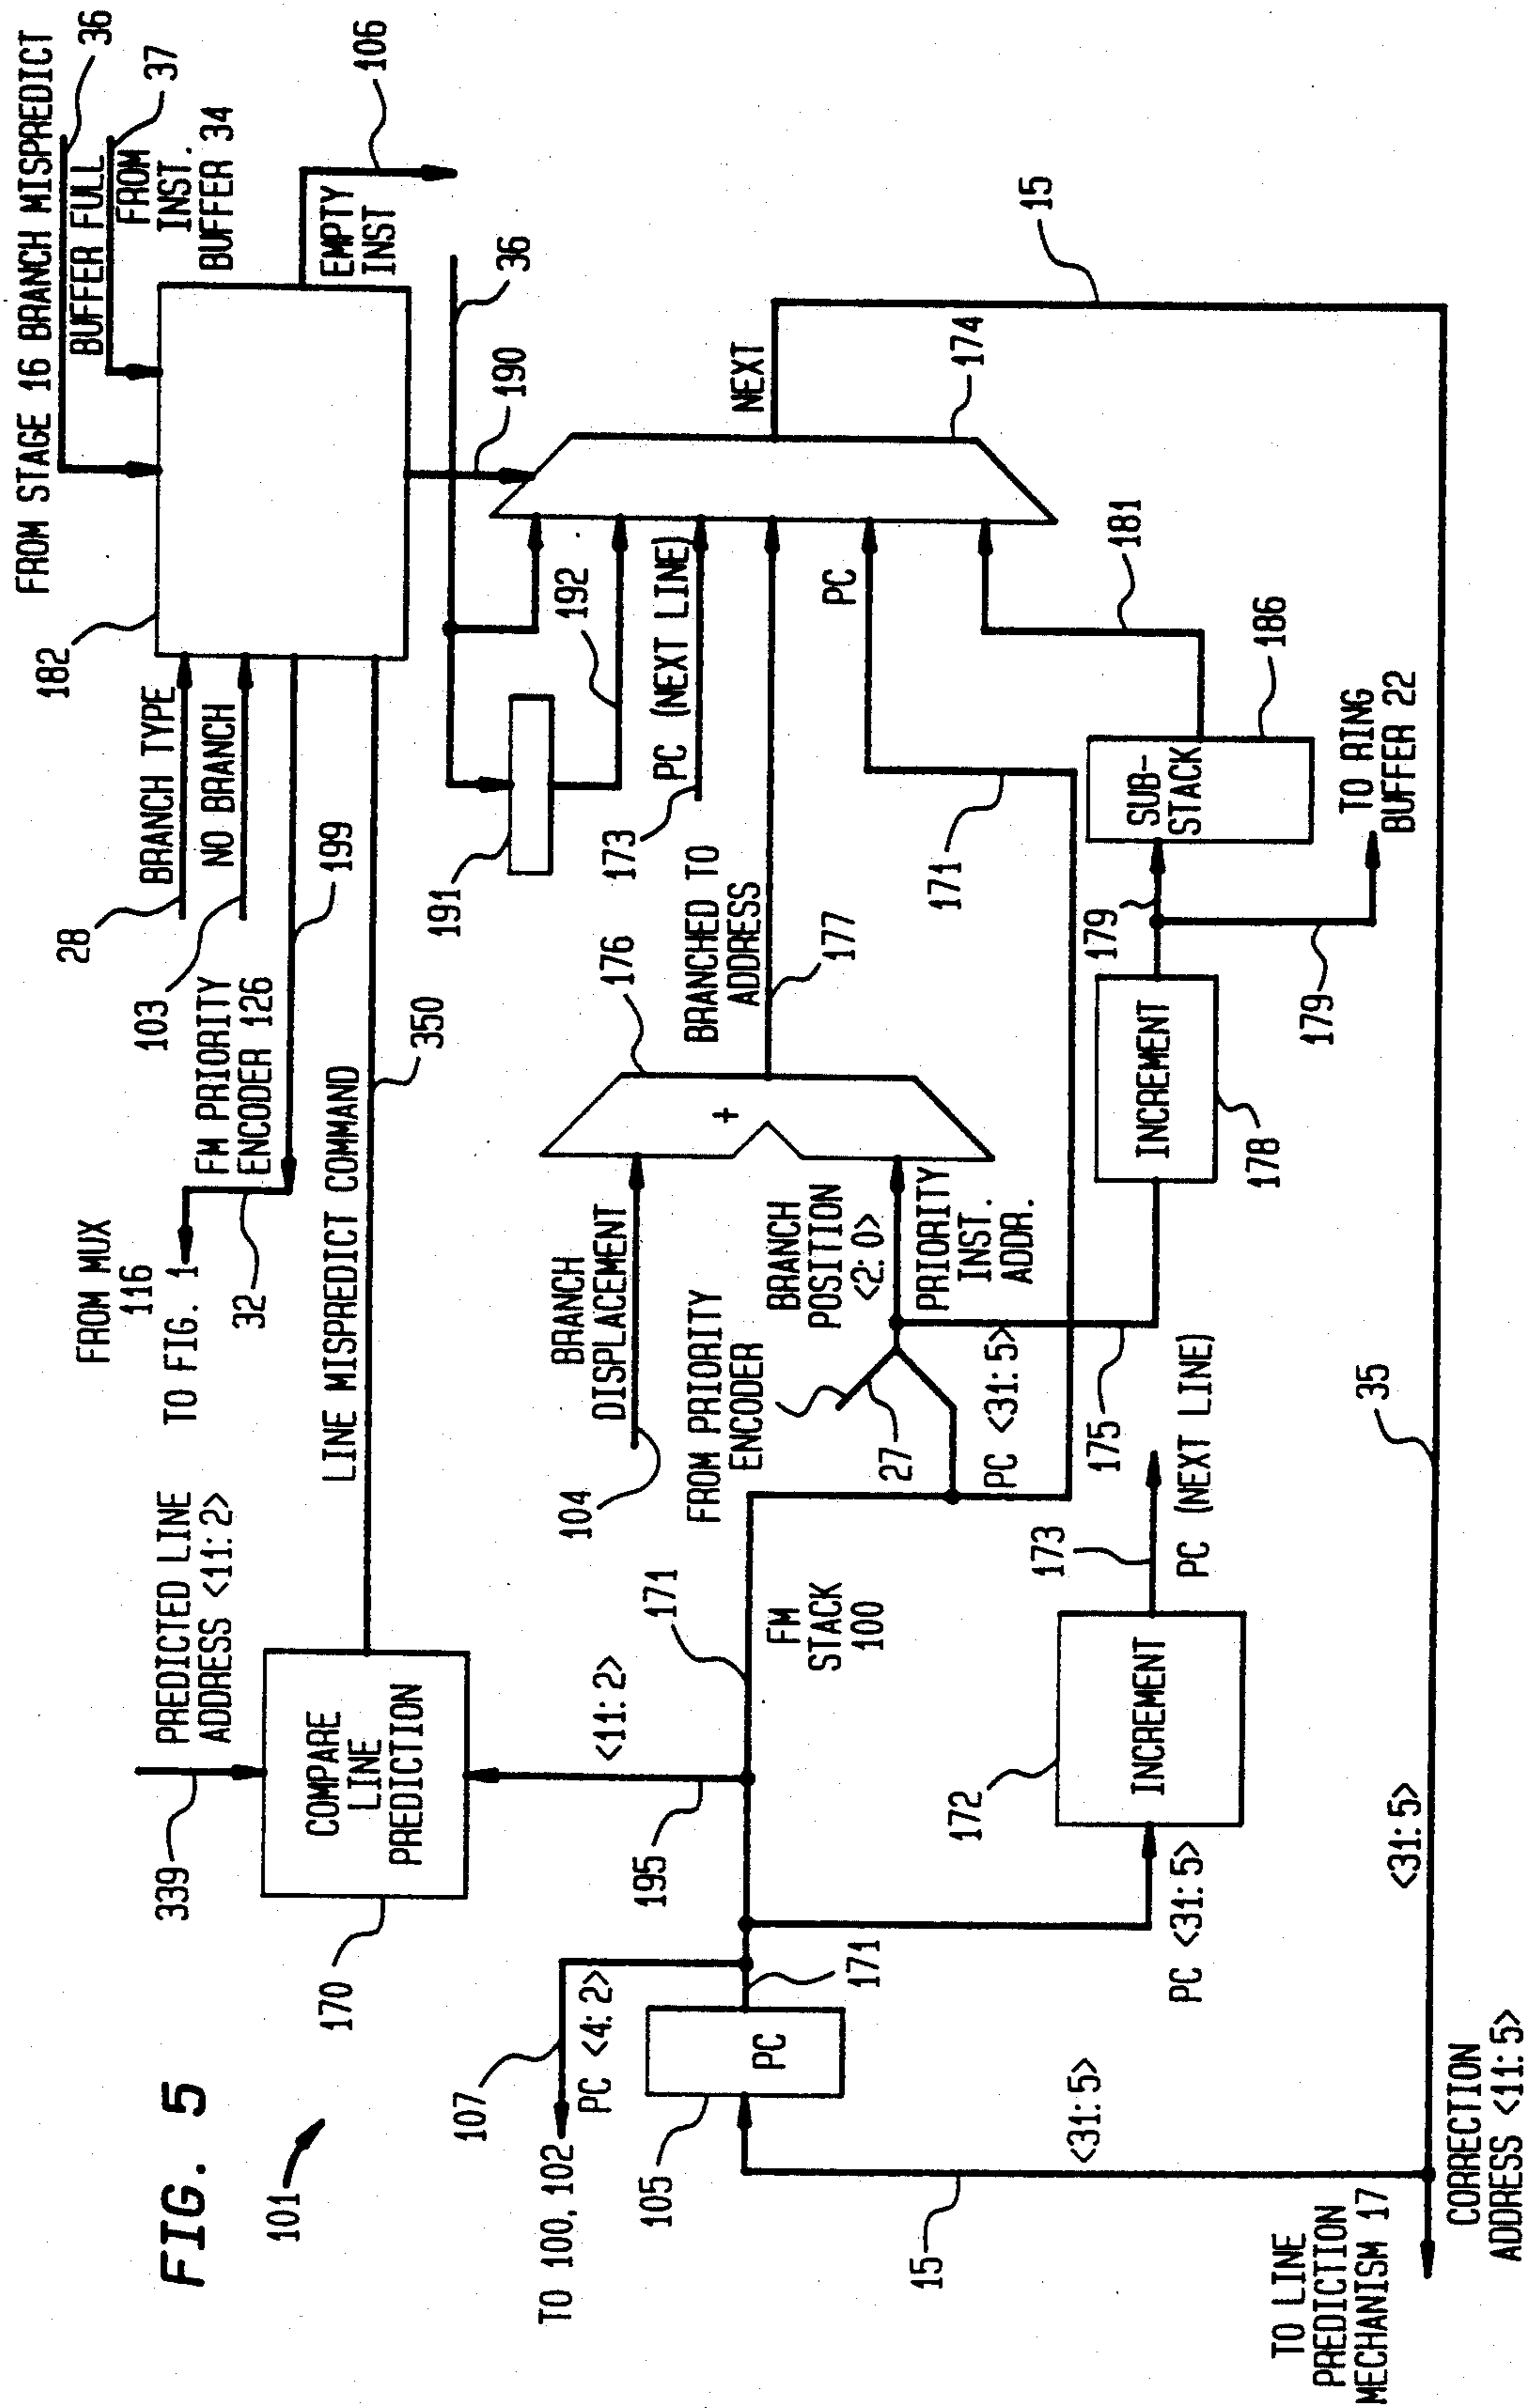 FIG. 5
101
FROM STAGE 16 BRANCH MISPREDICT
36
BUFFER FULL
37
FROM
INST.
BUFFER 34
106
EMPTY
INST
182
BRANCH TYPE
28
NO BRANCH
103
199
FM PRIORITY
ENCODER 126
FROM MUX
116
TO FIG. 1
32
LINE MISPREDICT COMMAND
350
PREDICTED LINE
ADDRESS <11:2>
339
COMPARE
LINE
PREDICTION
170
<11:2>
195
36
190
191
192
173
PC (NEXT LINE)
NEXT
174
15
BRANCHED TO
ADDRESS
177
176
+
BRANCH
DISPLACEMENT
104
FROM PRIORITY
ENCODER
27
BRANCH
POSITION
<2:0>
PRIORITY
INST.
ADDR.
PC <31:5>
175
PC
171
181
SUB-
STACK
186
179
TO RING
BUFFER 22
179
INCREMENT
178
171
FM
STACK
100
173
PC (NEXT LINE)
INCREMENT
172
PC <31:5>
107
PC <4:2>
TO 100, 102
171
PC
105
<31:5>
15
35
<31:5>
TO LINE
PREDICTION
MECHANISM 17
CORRECTION
ADDRESS <11:5>